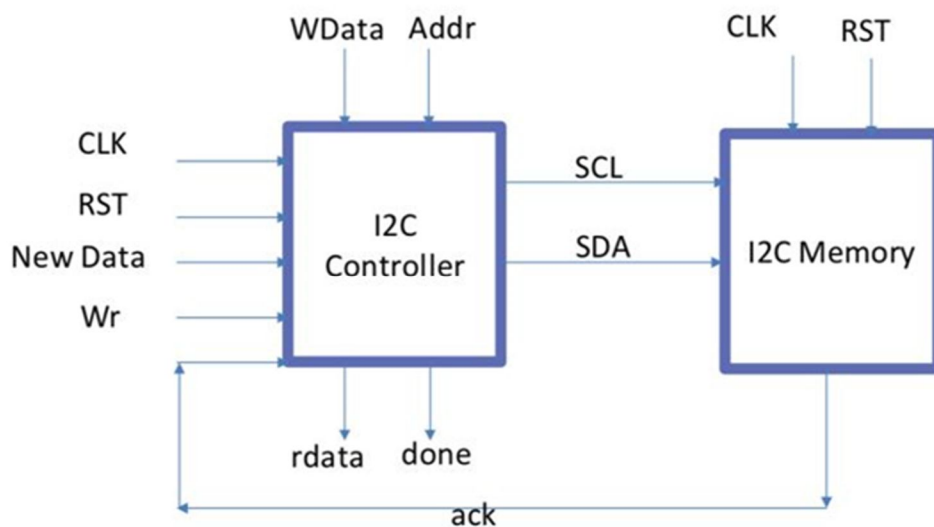 WData Addr
CLK RST
CLK
RST
New Data
Wr
I2C
Controller
SCL
SDA
I2C Memory
rdata done
ack